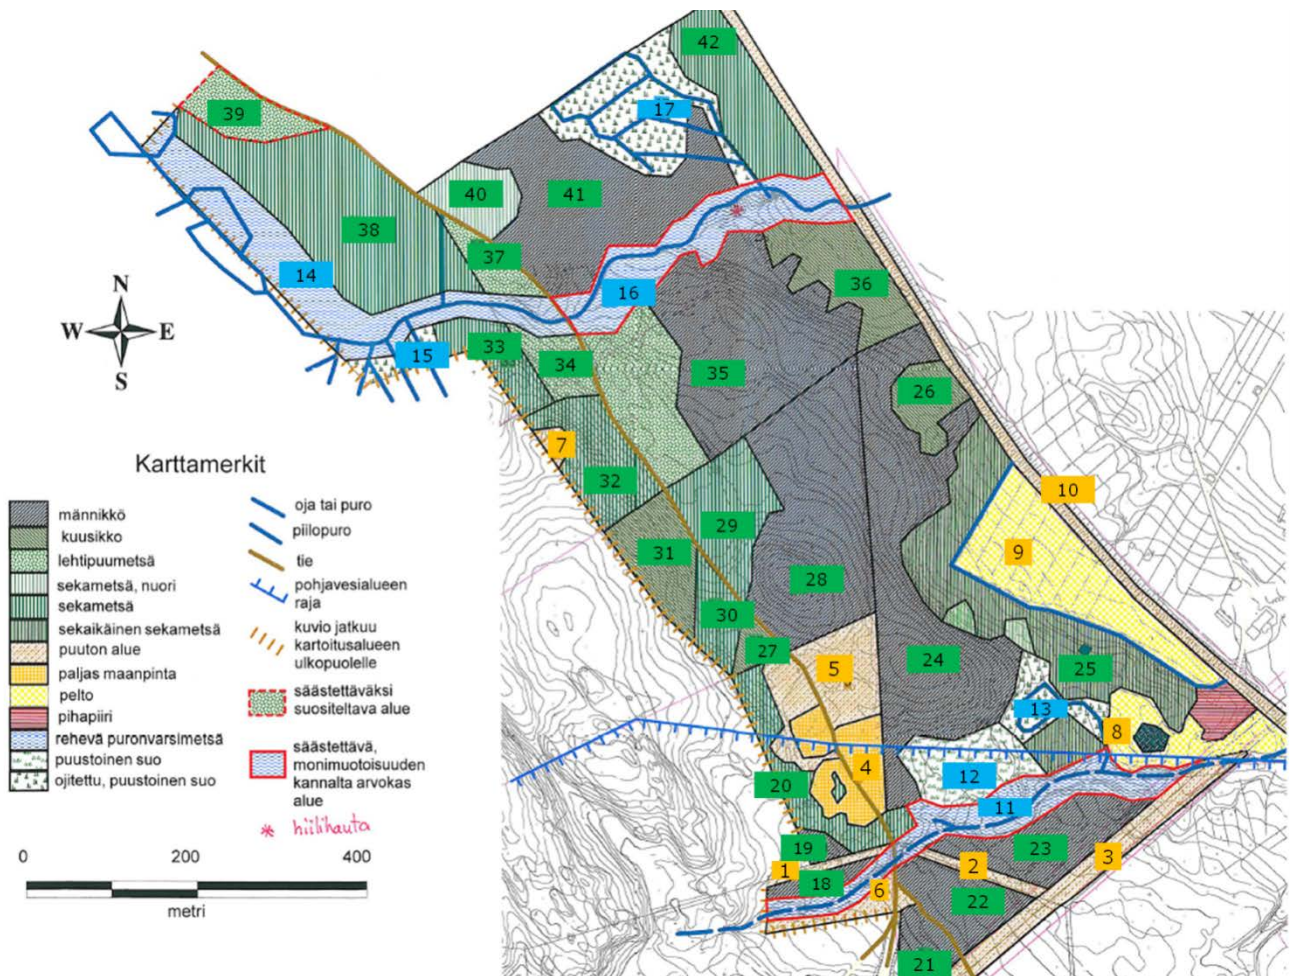 42
17
39
40
41
38
37
14
16
36
N
W E
S
15
33
34
35
26
7
32
10
29
9
31
28
30
27
24
25
5
13
8
4
12
20
11
19
23
3
1
18
6
2
22
21
Karttamerkit
männikkö
kuusikko
lehtipuumetsä
sekametsä, nuori
sekametsä
sekaikäinen sekametsä
puuton alue
paljas maanpinta
pelto
pihapiiri
rehevä puronvarsimetsä
puustoinen suo
ojitettu, puustoinen suo
oja tai puro
piilopuro
tie
pohjavesialueen
raja
kuvio jatkuu
kartoitusalueen
ulkopuolelle
säästettäväksi
suositeltava alue
säästettävä,
monimuotoisuuden
kannalta arvokas
alue
hiilihauta
0 200 400
metri